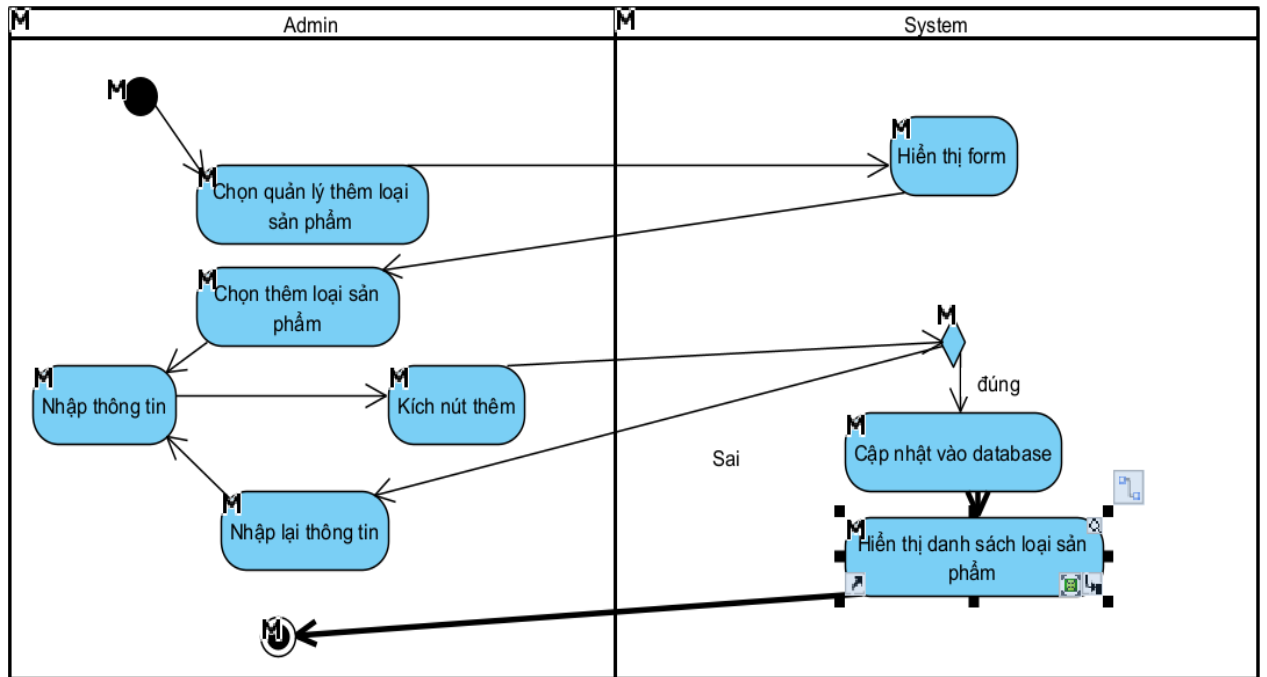 M
Admin
M
System
M
M
Hiển thị form
M
Chọn quản lý thêm loại
sản phẩm
M
Chọn thêm loại sản
phẩm
M
M
Nhập thông tin
M
Kích nút thêm
đúng
M
Cập nhật vào database
Sai
M
Nhập lại thông tin
M
Hiển thị danh sách loại sản
phẩm
M